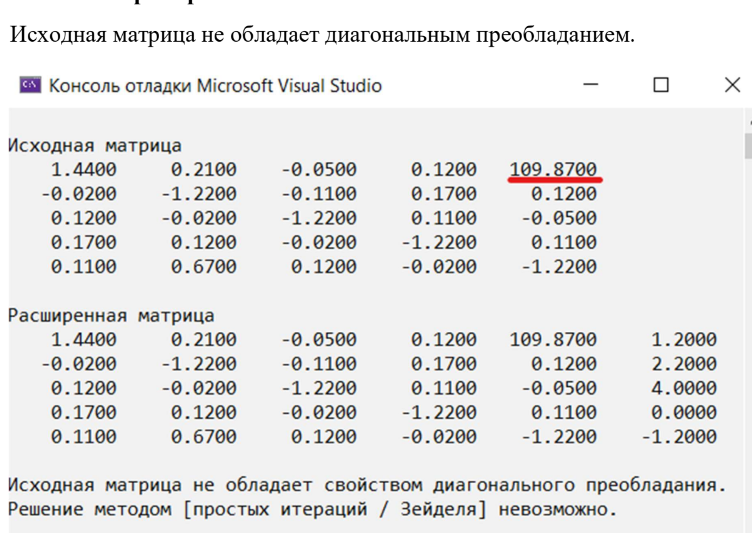 Исходная матрица не обладает диагональным преобладанием.
Консоль отладки Microsoft Visual Studio
Исходная матрица
1.4400 0.2100 -0.0500 0.1200 109.8700
-0.0200 -1.2200 -0.1100 0.1700 0.1200
0.1200 -0.0200 -1.2200 0.1100 -0.0500
0.1700 0.1200 -0.0200 -1.2200 0.1100
0.1100 0.6700 0.1200 -0.0200 -1.2200
Расширенная матрица
1.4400 0.2100 -0.0500 0.1200 109.8700 1.2000
-0.0200 -1.2200 -0.1100 0.1700 0.1200 2.2000
0.1200 -0.0200 -1.2200 0.1100 -0.0500 4.0000
0.1700 0.1200 -0.0200 -1.2200 0.1100 0.0000
0.1100 0.6700 0.1200 -0.0200 -1.2200 -1.2000
Исходная матрица не обладает свойством диагонального преобладания.
Решение методом [простых итераций / Зейделя] невозможно.